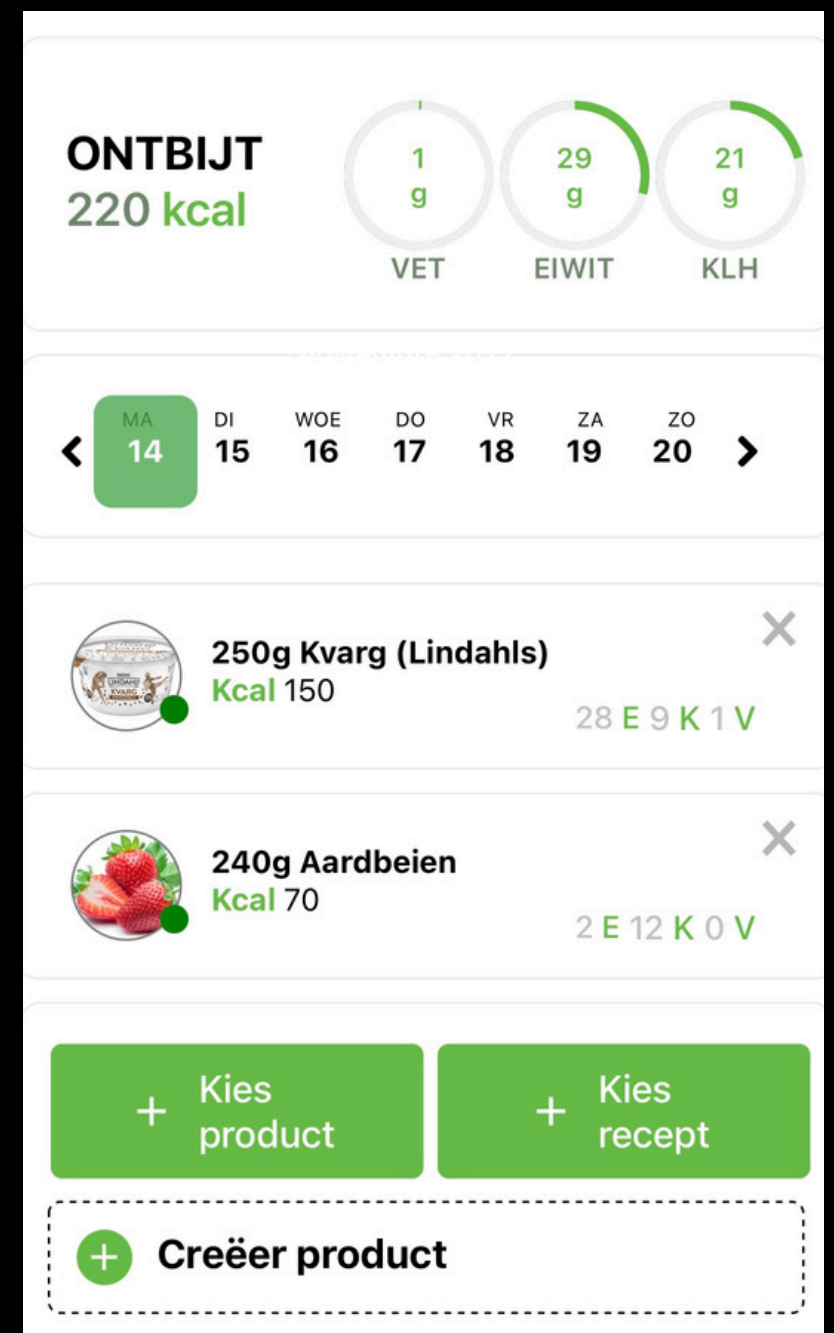 ONTBIJT
220 kcal
1 g
29 g
21 g
VET EIWIT KLH
MA DI WOE DO VR ZA ZO
14 15 16 17 18 19 20
250g Kvarg (Lindahls)
Kcal 150
28 E 9 K 1 V
LINDAHLS
KVARG
240g Aardbeien
Kcal 70
2 E 12 K 0 V
+ Kies product
+ Kies recept
+ Creëer product